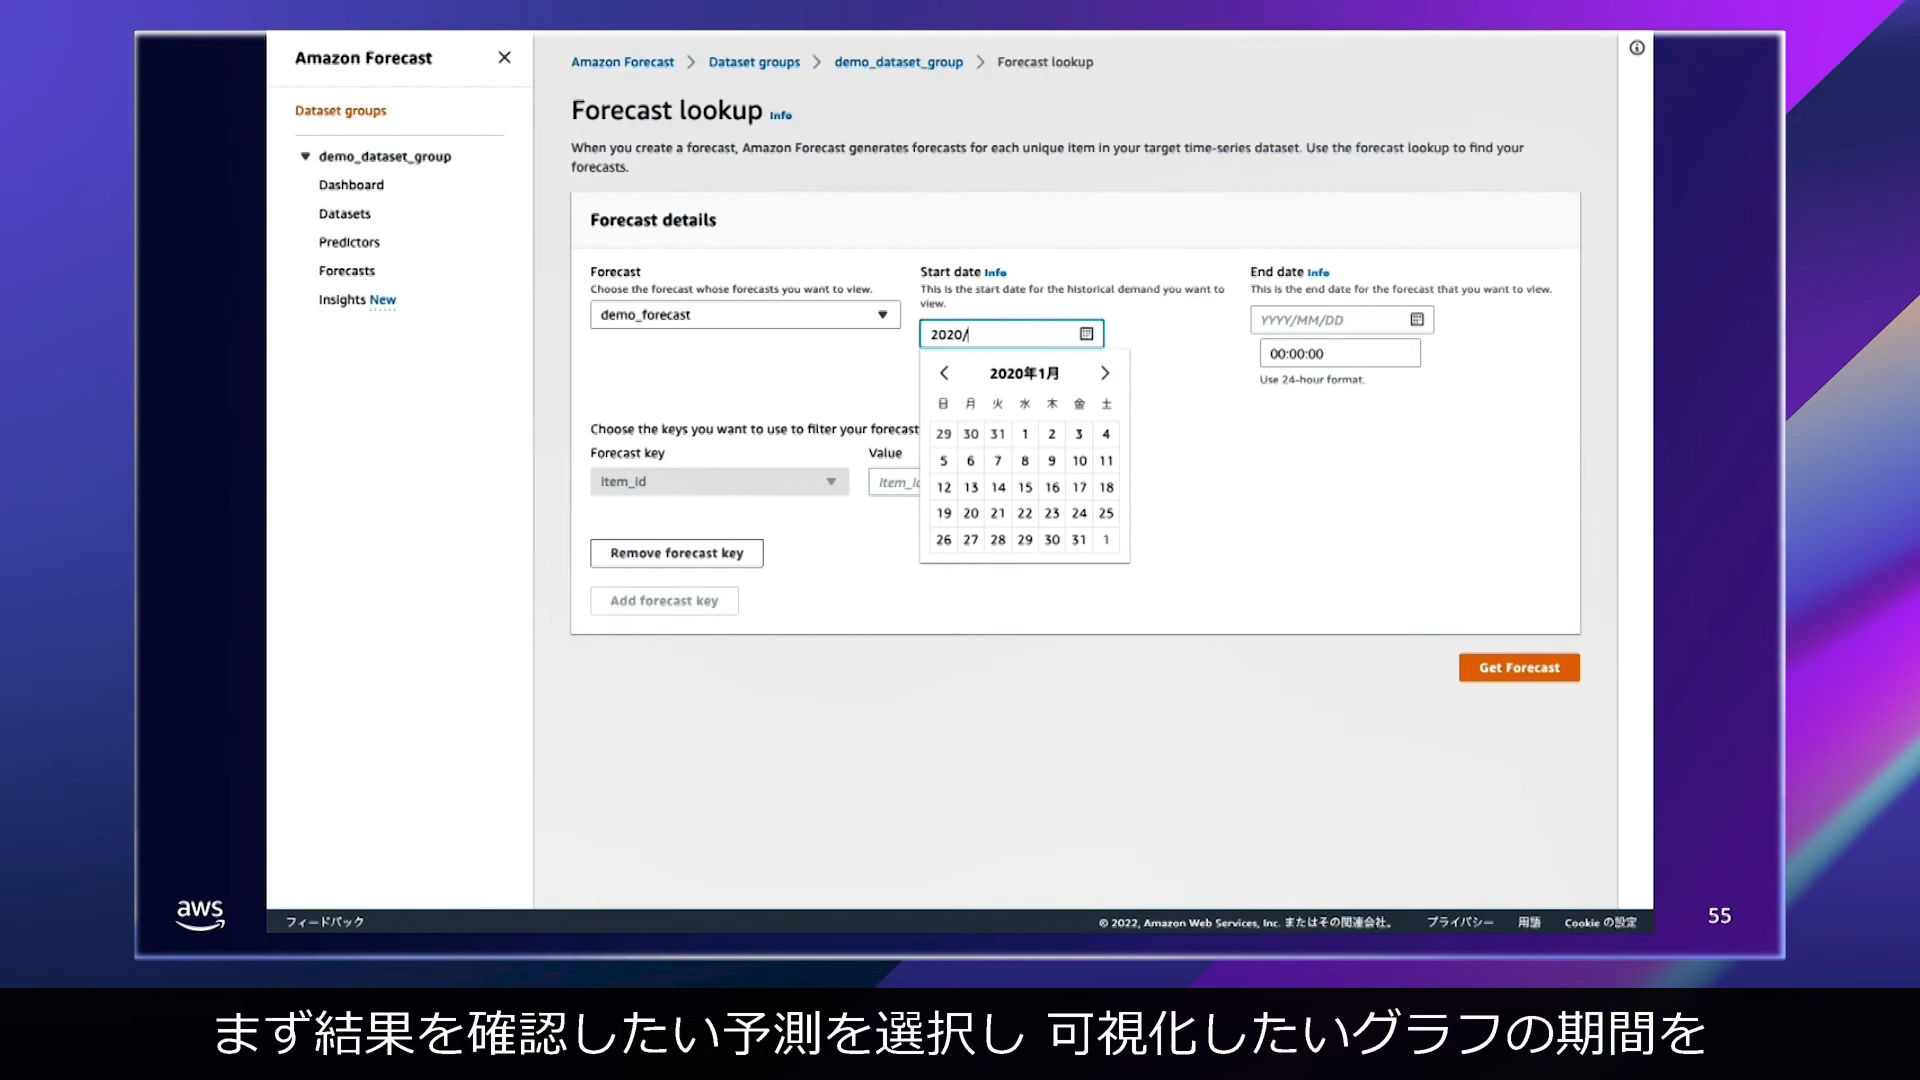 Amazon Forecast
Dataset groups
demo_dataset_group
Dashboard
Datasets
Predictors
Forecasts
Insights New
Amazon Forecast Dataset groups demo_dataset_group Forecast lookup
Forecast lookup Info
When you create a forecast, Amazon Forecast generates forecasts for each unique item in your target time-series dataset. Use the forecast lookup to find your
forecasts.
Forecast details
Forecast
Choose the forecast whose forecasts you want to view.
demo_forecast
Start date Info
This is the start date for the historical demand you want to
view.
2020/
2020年1月
日 月 火 水 木 金 土
29 30 31 1 2 3 4
5 6 7 8 9 10 11
12 13 14 15 16 17 18
19 20 21 22 23 24 25
26 27 28 29 30 31 1
End date Info
This is the end date for the forecast that you want to view.
YYYY/MM/DD
00:00:00
Use 24-hour format.
Choose the keys you want to use to filter your forecast
Forecast key Value
item_id
Remove forecast key
Add forecast key
Get Forecast
フィードバック © 2022, Amazon Web Services, Inc. またはその関連会社。 プライバシー 用語 Cookie の設定
aws
55
まず結果を確認したい予測を選択し 可視化したいグラフの期間を